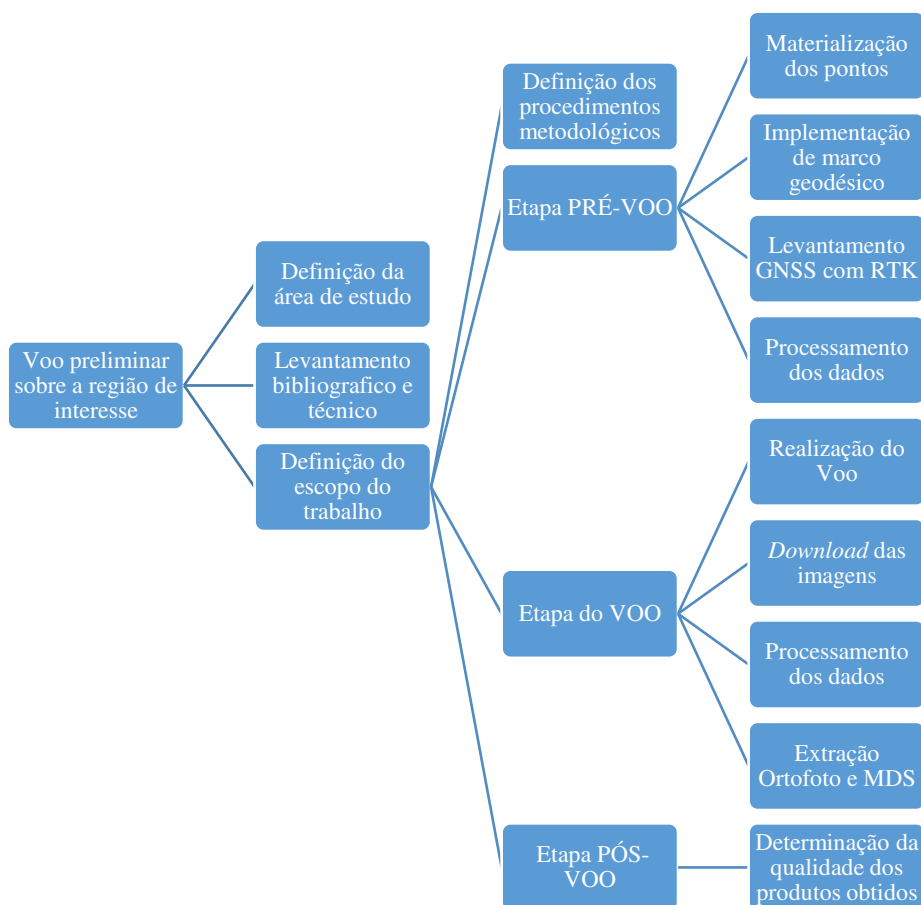 Voo preliminar
sobre a região de
interesse
Definição da
área de estudo
Levantamento
bibliografico e
técnico
Definição do
escopo do
trabalho
Definição dos
procedimentos
metodológicos
Etapa PRÉ-VOO
Materialização
dos pontos
Implementação
de marco
geodésico
Levantamento
GNSS com RTK
Processamento
dos dados
Etapa do VOO
Realização do
Voo
Download das
imagens
Processamento
dos dados
Extração
Ortofoto e MDS
Etapa PÓS-
VOO
Determinação da
qualidade dos
produtos obtidos